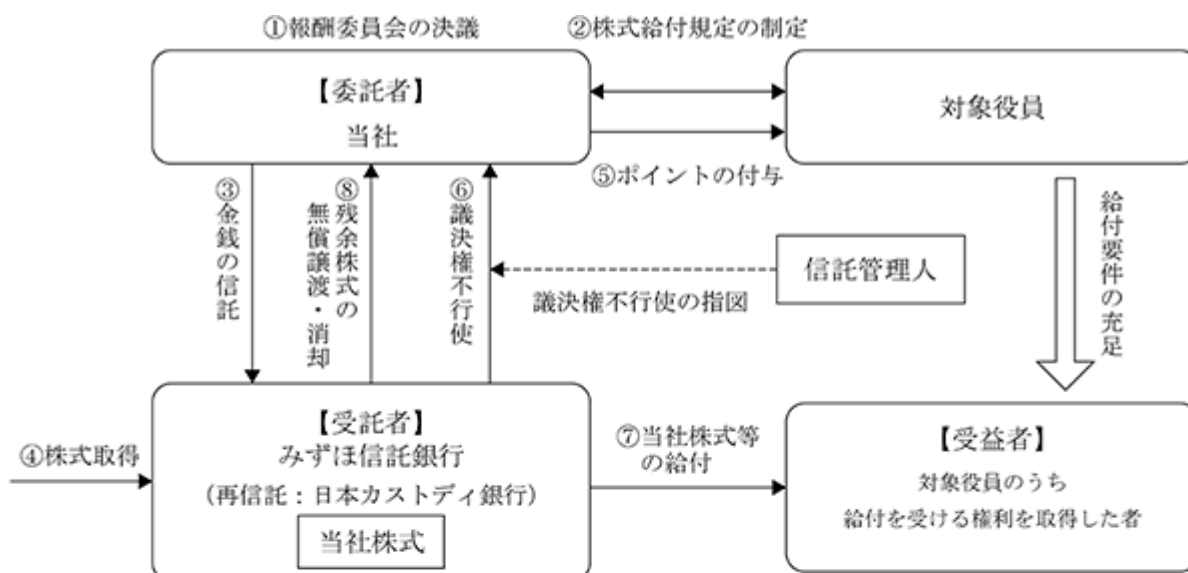 ①報酬委員会の決議
②株式給付規定の制定
【委託者】
当社
対象役員
⑤ポイントの付与
③金銭の信託
⑧残余株式の
無償譲渡・消却
⑥議決権不行使
信託管理人
議決権不行使の指図
給付要件の充足
④株式取得
【受託者】
みずほ信託銀行
(再信託:日本カストディ銀行)
当社株式
⑦当社株式等
の給付
【受益者】
対象役員のうち
給付を受ける権利を取得した者